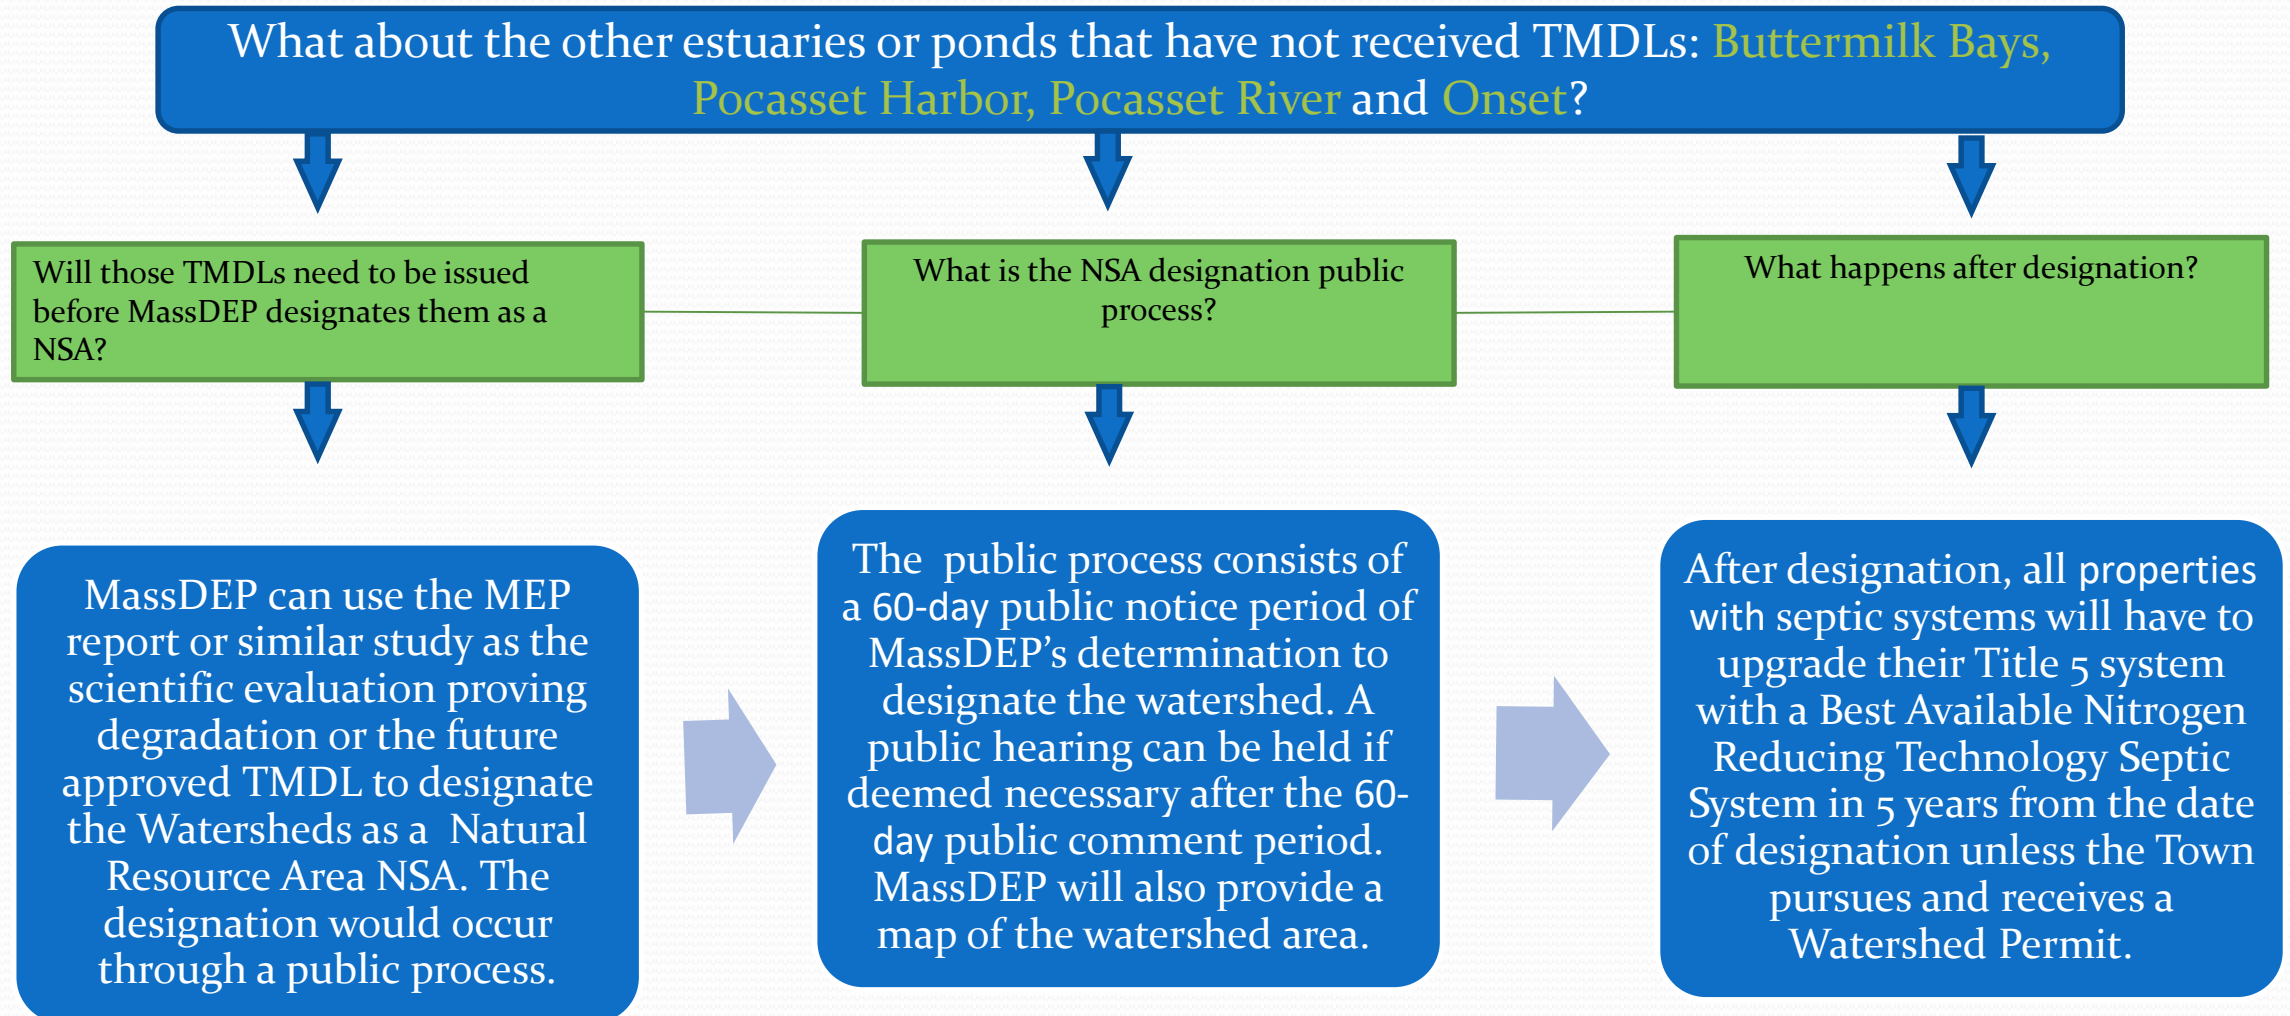 What about the other estuaries or ponds that have not received TMDLs: Buttermilk Bays,
Pocasset Harbor, Pocasset River and Onset?
Will those TMDLs need to be issued
before MassDEP designates them as a
NSA?
What is the NSA designation public
process?
What happens after designation?
MassDEP can use the MEP
report or similar study as the
scientific evaluation proving
degradation or the future
approved TMDL to designate
the Watersheds as a Natural
Resource Area NSA. The
designation would occur
through a public process.
The public process consists of
a 60-day public notice period of
MassDEP’s determination to
designate the watershed. A
public hearing can be held if
deemed necessary after the 60-
day public comment period.
MassDEP will also provide a
map of the watershed area.
After designation, all properties
with septic systems will have to
upgrade their Title 5 system
with a Best Available Nitrogen
Reducing Technology Septic
System in 5 years from the date
of designation unless the Town
pursues and receives a
Watershed Permit.